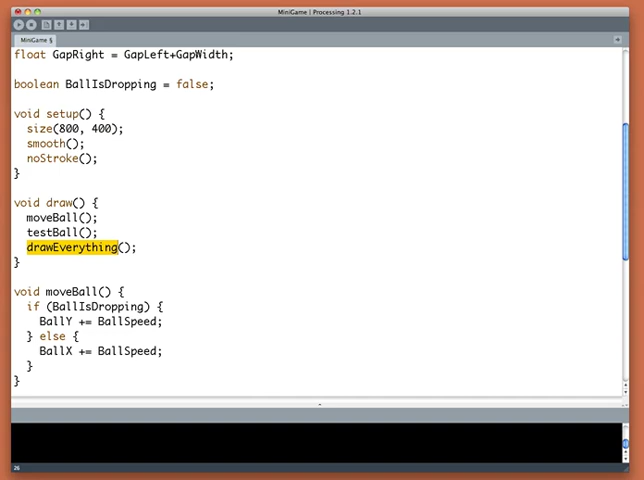 MiniGame | Processing 1.2.1
MiniGame §
float GapRight = GapLeft+GapWidth;
boolean BallIsDropping = false;
void setup() {
size(800, 400);
smooth();
noStroke();
}
void draw() {
moveBall();
testBall();
drawEverything();
}
void moveBall() {
if (BallIsDropping) {
BallY += BallSpeed;
} else {
BallX += BallSpeed;
}
}
26